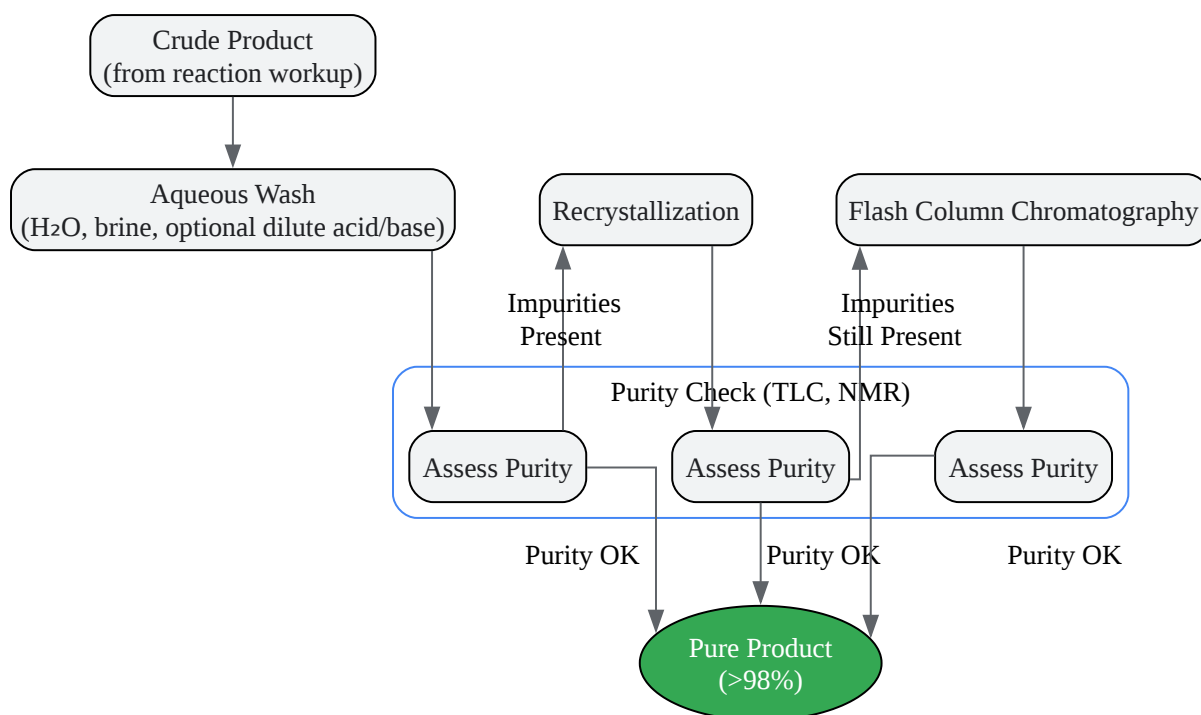 Crude Product
(from reaction workup)
Aqueous Wash
(H₂O, brine, optional dilute acid/base)
Recrystallization
Flash Column Chromatography
Impurities
Present
Impurities
Still Present
Purity Check (TLC, NMR)
Assess Purity
Assess Purity
Assess Purity
Purity OK
Purity OK
Purity OK
Pure Product
(>98%)